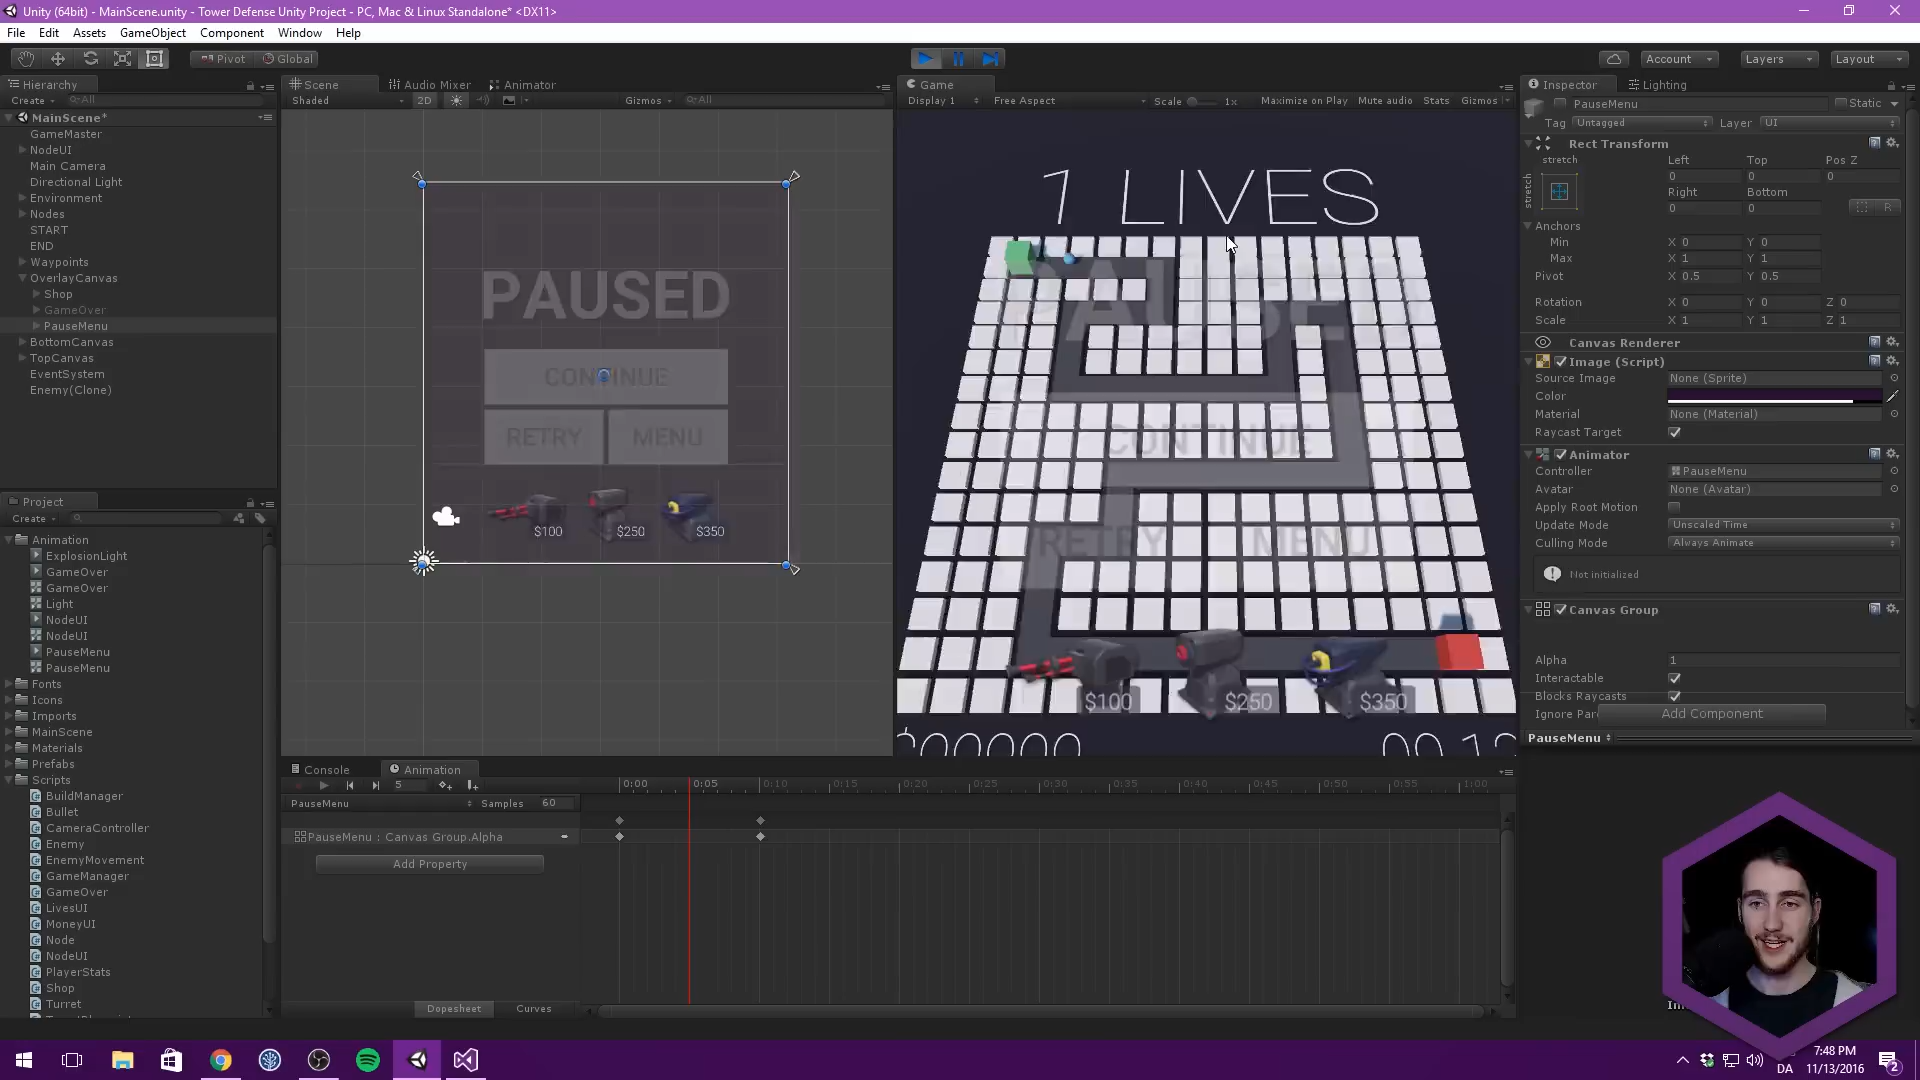 Unity (64bit) - MainScene.unity - Tower Defense Unity Project - PC, Mac & Linux Standalone* <DX11>
File Edit Assets GameObject Component Window Help
Pivot Global
Account Layers Layout
Hierarchy
Create All
MainScene*
GameMaster
NodeUI
Main Camera
Directional Light
Environment
Nodes
START
END
Waypoints
OverlayCanvas
Shop
GameOver
PauseMenu
BottomCanvas
TopCanvas
EventSystem
Enemy(Clone)
Project
Create
Animation
ExplosionLight
GameOver
GameOver
Light
NodeUI
NodeUI
PauseMenu
PauseMenu
Fonts
Icons
Imports
MainScene
Materials
Prefabs
Scripts
BuildManager
Bullet
CameraController
Enemy
EnemyMovement
GameManager
GameOver
LivesUI
MoneyUI
Node
NodeUI
PlayerStats
Shop
Turret
Scene Audio Mixer Animator
Shaded 2D Gizmos All
PAUSED
CONTINUE
RETRY MENU
$100 $250 $350
Game
Display 1 Free Aspect Scale 1x Maximize on Play Mute audio Stats Gizmos
1 LIVES
PAUSED
CONTINUE
RETRY MENU
$100 $250 $350
Console Animation
5 0:00 0:05 0:10 0:15 0:20 0:25 0:30 0:35 0:40 0:45 0:50 0:55 1:00
PauseMenu Samples 60
PauseMenu : Canvas Group.Alpha
Add Property
Dopesheet Curves
Inspector Lighting
PauseMenu Static
Tag Untagged Layer UI
Rect Transform
stretch Left Top Pos Z
stretch 0 0 0
Right Bottom
0 0 R
Anchors
Min X 0 Y 0
Max X 1 Y 1
Pivot X 0.5 Y 0.5
Rotation X 0 Y 0 Z 0
Scale X 1 Y 1 Z 1
Canvas Renderer
Image (Script)
Source Image None (Sprite)
Color
Material None (Material)
Raycast Target
Animator
Controller PauseMenu
Avatar None (Avatar)
Apply Root Motion
Update Mode Unscaled Time
Culling Mode Always Animate
Not initialized
Canvas Group
Alpha 1
Interactable
Blocks Raycasts
Ignore Par
Add Component
PauseMenu
7:48 PM
DA 11/13/2016 2